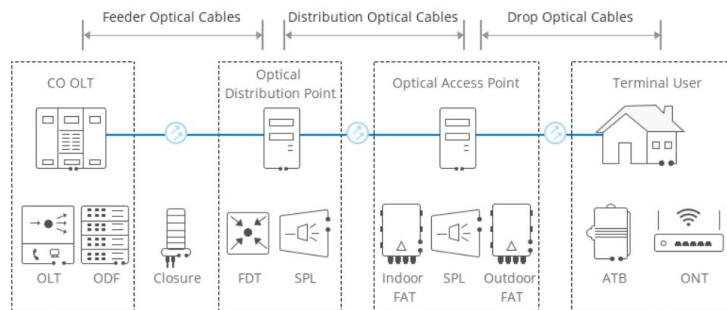 Feeder Optical Cables
Distribution Optical Cables
Drop Optical Cables
CO OLT
Optical
Distribution Point
Optical Access Point
Terminal User
OLT
ODF
Closure
FDT
SPL
Indoor
FAT
SPL
Outdoor
FAT
ATB
ONT